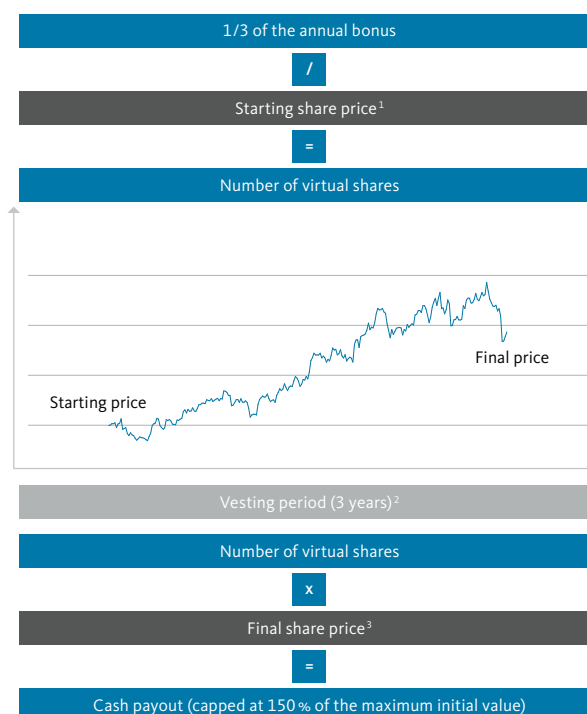 1/3 of the annual bonus
/
Starting share price¹
=
Number of virtual shares
Final price
Starting price
Vesting period (3 years)²
Number of virtual shares
x
Final share price³
=
Cash payout (capped at 150 % of the maximum initial value)